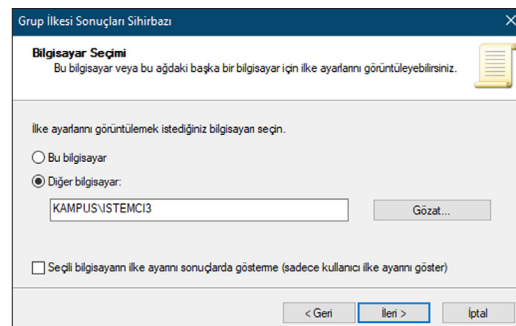 Grup İlkesi Sonuçları Sihirbazı
Bilgisayar Seçimi
Bu bilgisayar veya bu ağdaki başka bir bilgisayar için ilke ayarlarını görüntüleyebilirsiniz.
İlke ayarlarını görüntülemek istediğiniz bilgisayarı seçin.
Bu bilgisayar
Diğer bilgisayar:
KAMPUS\ISTEMCI3
Gözat...
Seçili bilgisayarın ilke ayarını sonuçlarda gösterme (sadece kullanıcı ilke ayarını göster)
< Geri
İleri >
İptal